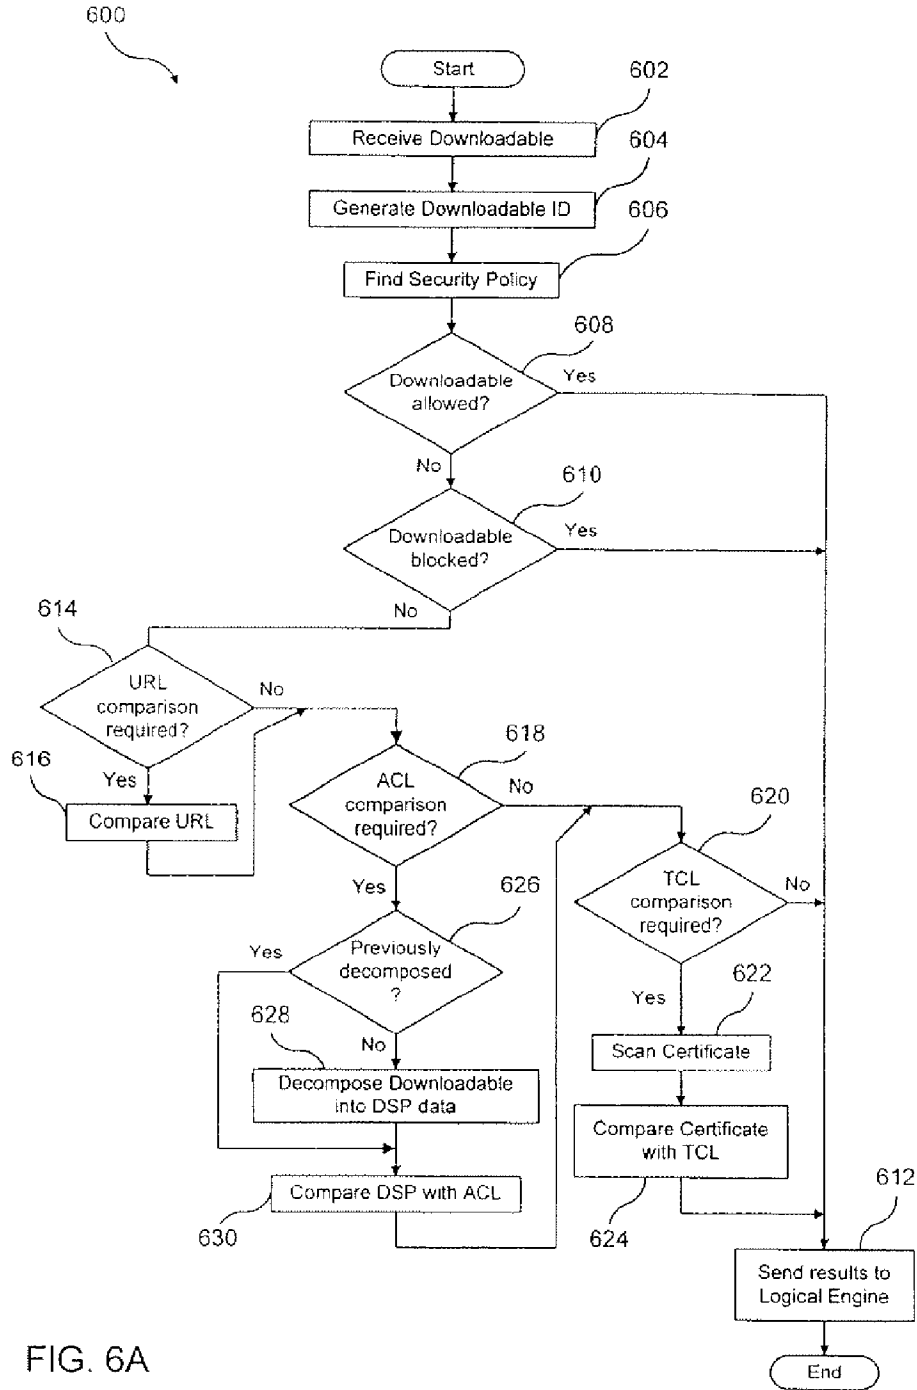 600
Start
602
Receive Downloadable
604
Generate Downloadable ID
606
Find Security Policy
608
Downloadable
allowed?
Yes
No
610
Downloadable
blocked?
Yes
No
614
URL
comparison
required?
No
Yes
616
Compare URL
618
ACL
comparison
required?
No
Yes
620
TCL
comparison
required?
No
Yes
626
Previously
decomposed
?
Yes
No
628
Decompose Downloadable
into DSP data
630
Compare DSP with ACL
622
Scan Certificate
Compare Certificate
with TCL
624
612
Send results to
Logical Engine
End
FIG. 6A